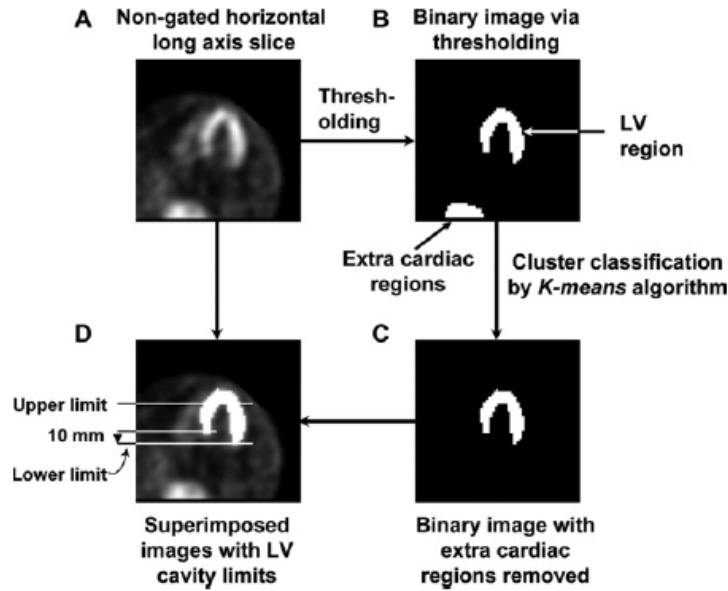 A
Non-gated horizontal
long axis slice
B
Binary image via
thresholding
Thresh-
olding
LV
region
Extra cardiac
regions
Cluster classification
by K-means algorithm
D
C
Upper limit
10 mm
Lower limit
Superimposed
images with LV
cavity limits
Binary image with
extra cardiac
regions removed